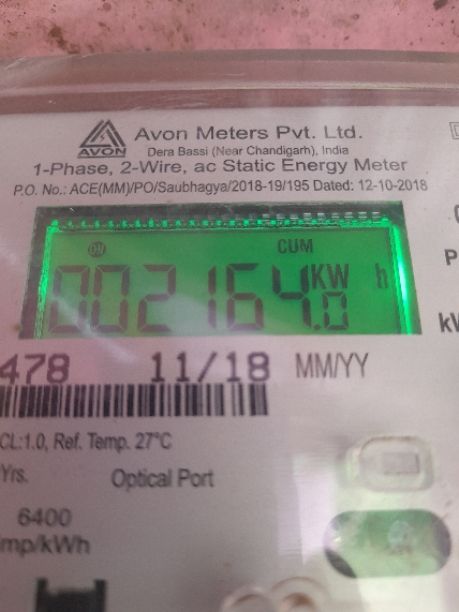 AVON
Avon Meters Pvt. Ltd.
Dera Bassi (Near Chandigarh), India
1-Phase, 2-Wire, ac Static Energy Meter
P.O. No.: ACE(MM)/PO/Saubhagya/2018-19/195 Dated: 12-10-2018
CUM
002164.0 KW h
478 11/18 MM/YY
CL:1.0, Ref. Temp. 27°C
Yrs. Optical Port
6400
mp/kWh